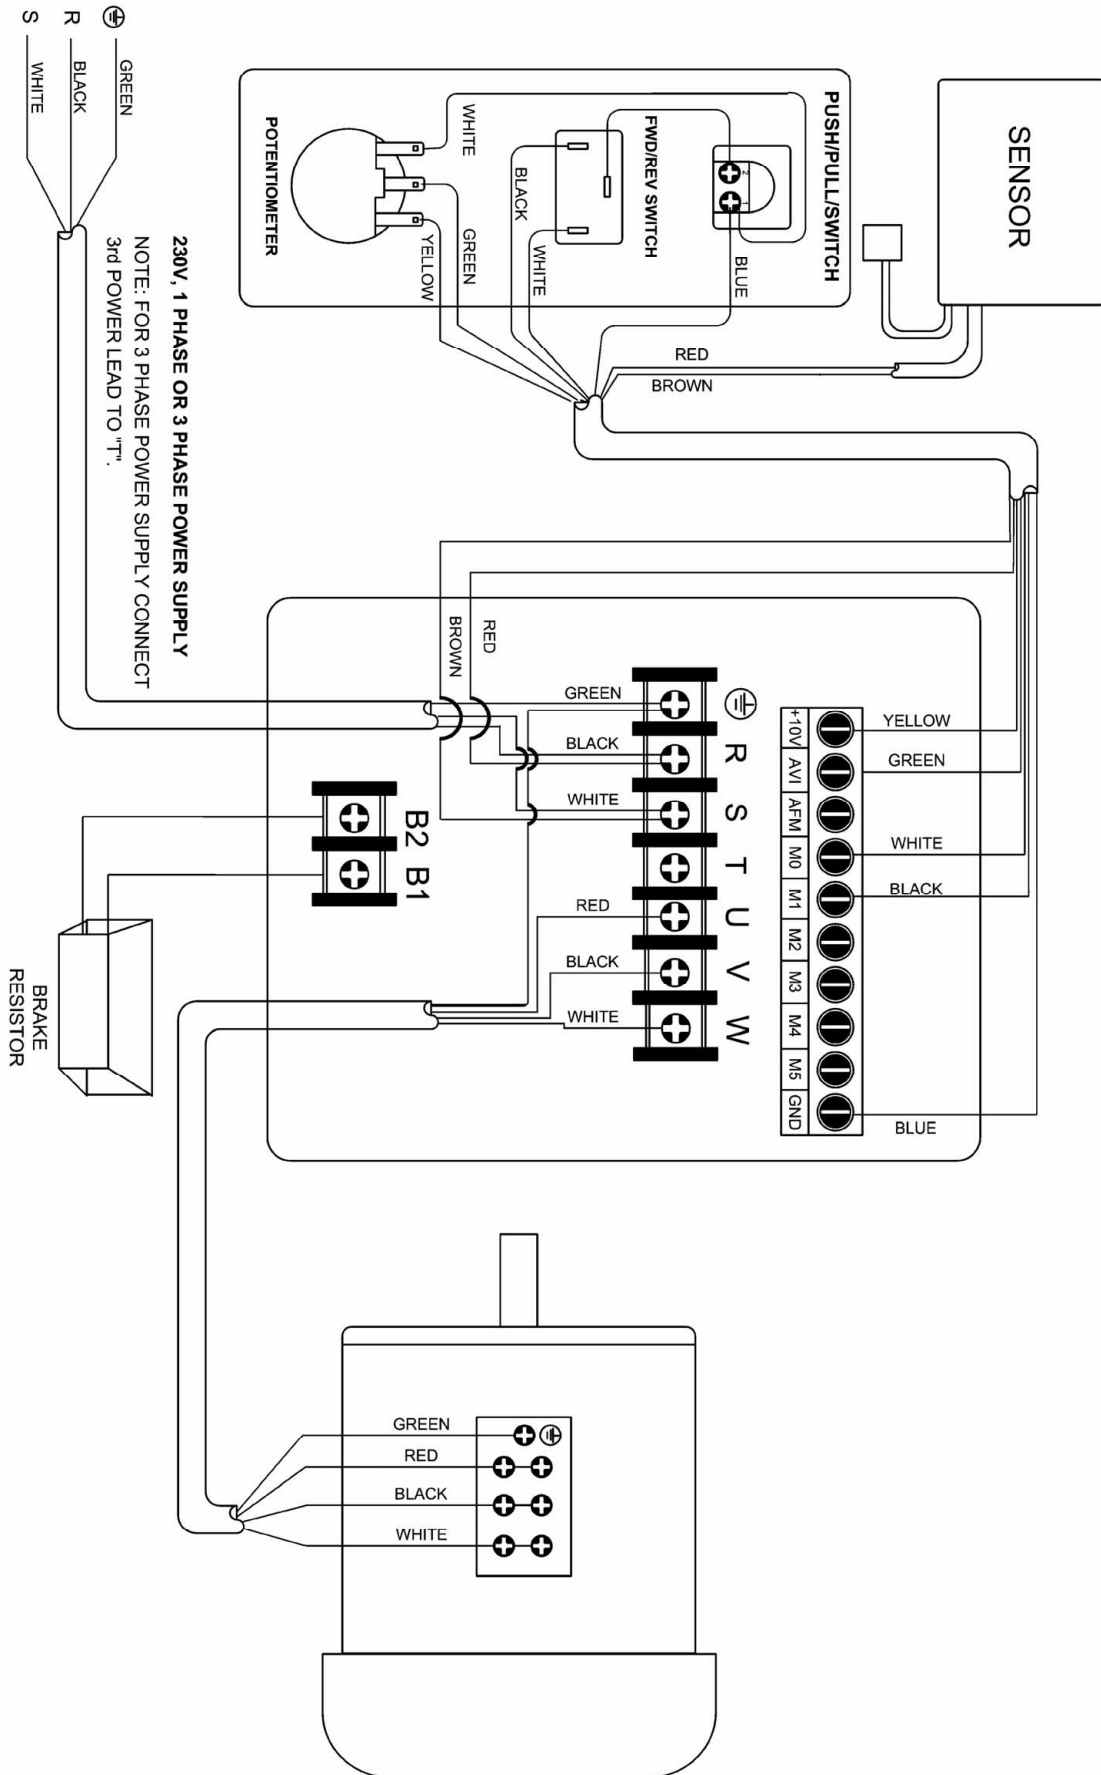 SENSOR
PUSH/PULL/SWITCH
2
1
BLUE
FWD/REV SWITCH
BLACK
WHITE
POTENTIOMETER
WHITE
GREEN
YELLOW
RED
BROWN
GREEN
BLACK
R
WHITE
S
230V, 1 PHASE OR 3 PHASE POWER SUPPLY
NOTE: FOR 3 PHASE POWER SUPPLY CONNECT
3rd POWER LEAD TO "T".
RED
BROWN
+10V
AVI
AFM
M0
M1
M2
M3
M4
M5
GND
YELLOW
GREEN
WHITE
BLACK
BLUE
R
S
T
U
V
W
GREEN
BLACK
WHITE
RED
BLACK
WHITE
B2
B1
BRAKE
RESISTOR
GREEN
RED
BLACK
WHITE